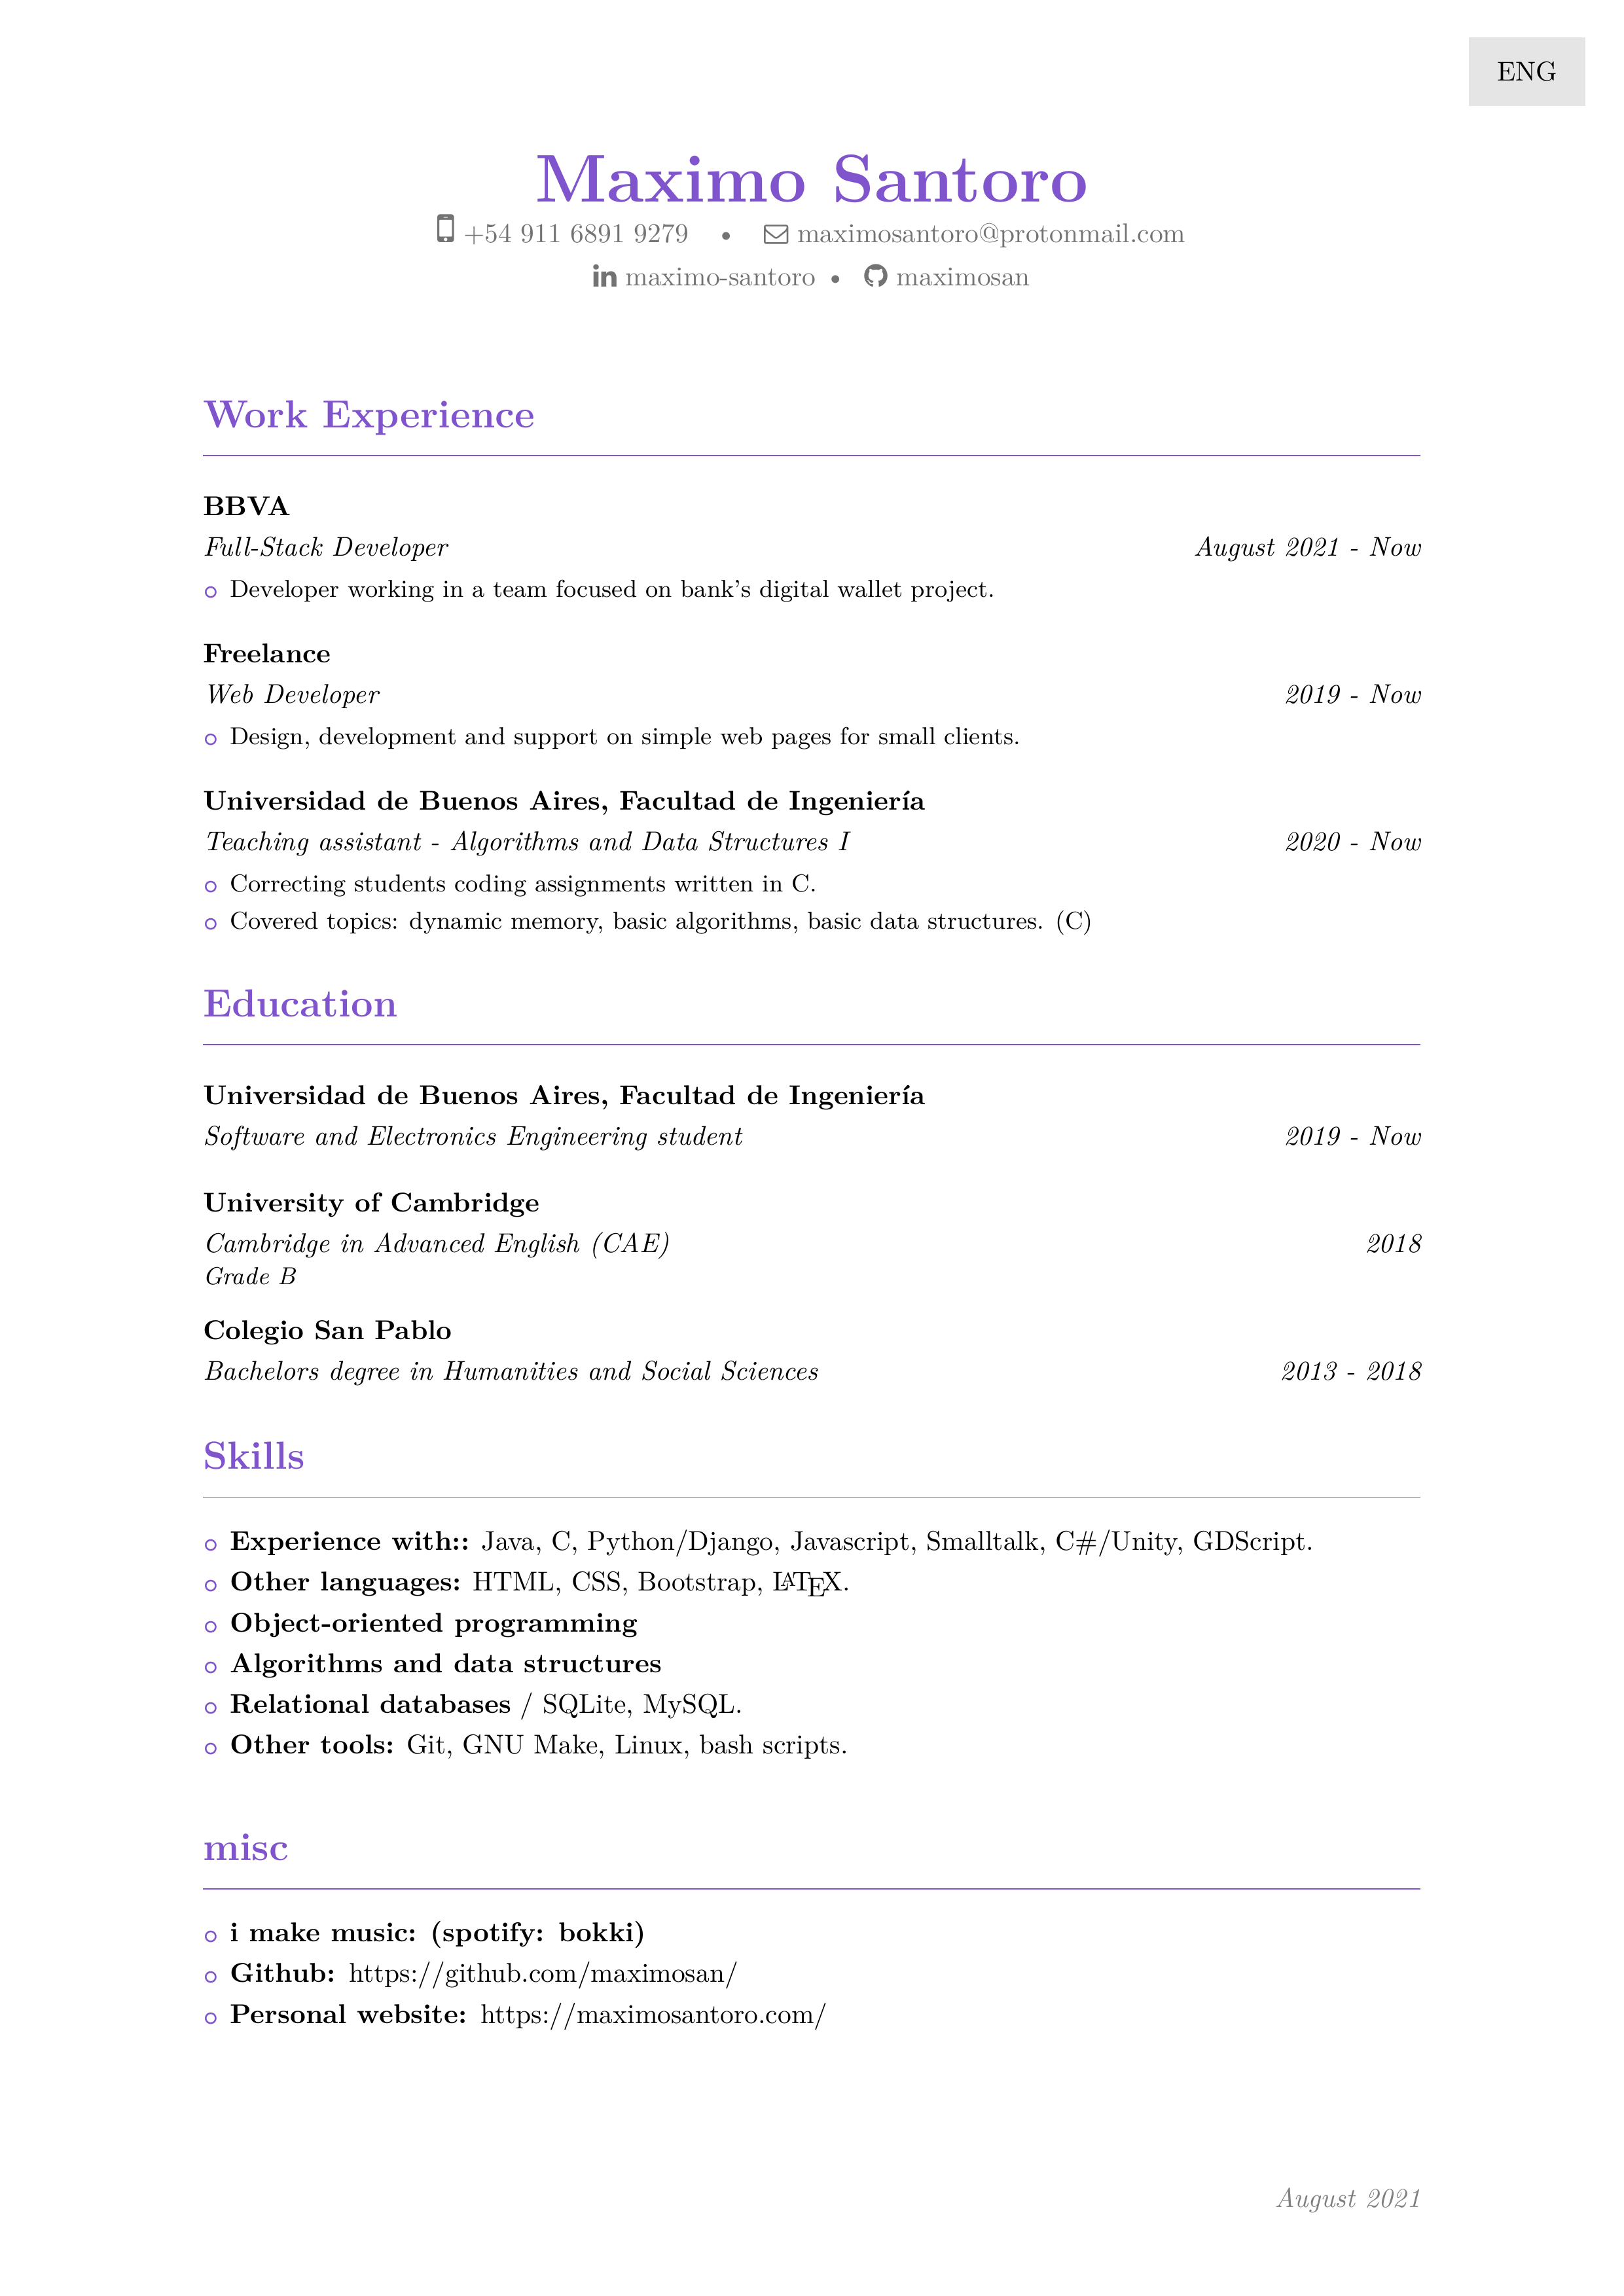 ENG
Maximo Santoro
+54 911 6891 9279 • maximosantoro@protonmail.com
maximo-santoro • maximosan
Work Experience
BBVA
Full-Stack Developer August 2021 - Now
Developer working in a team focused on bank's digital wallet project.
Freelance
Web Developer 2019 - Now
Design, development and support on simple web pages for small clients.
Universidad de Buenos Aires, Facultad de Ingeniería
Teaching assistant - Algorithms and Data Structures I 2020 - Now
Correcting students coding assignments written in C.
Covered topics: dynamic memory, basic algorithms, basic data structures. (C)
Education
Universidad de Buenos Aires, Facultad de Ingeniería
Software and Electronics Engineering student 2019 - Now
University of Cambridge
Cambridge in Advanced English (CAE) 2018
Grade B
Colegio San Pablo
Bachelors degree in Humanities and Social Sciences 2013 - 2018
Skills
Experience with:: Java, C, Python/Django, Javascript, Smalltalk, C#/Unity, GDScript.
Other languages: HTML, CSS, Bootstrap, LATEX.
Object-oriented programming
Algorithms and data structures
Relational databases / SQLite, MySQL.
Other tools: Git, GNU Make, Linux, bash scripts.
misc
i make music: (spotify: bokki)
Github: https://github.com/maximosan/
Personal website: https://maximosantoro.com/
August 2021